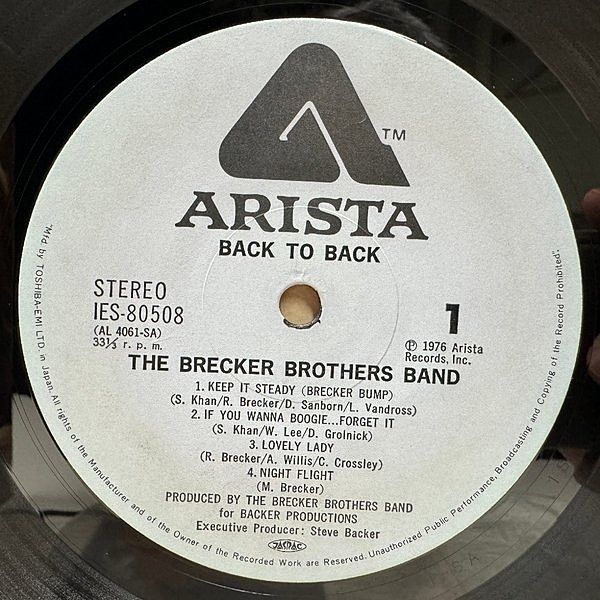 TM
ARISTA
BACK TO BACK
STEREO
IES-80508
(AL 4061-SA)
33⅓ r. p. m.
1
Ⓟ 1976 Arista
Records, Inc.
THE BRECKER BROTHERS BAND
1. KEEP IT STEADY (BRECKER BUMP)
(S. Khan/R. Brecker/D. Sanborn/L. Vandross)
2. IF YOU WANNA BOOGIE...FORGET IT
(S. Khan/W. Lee/D. Grolnick)
3. LOVELY LADY
(R. Brecker/A. Willis/C. Crossley)
4. NIGHT FLIGHT
(M. Brecker)
PRODUCED BY THE BRECKER BROTHERS BAND
for BACKER PRODUCTIONS
Executive Producer: Steve Backer
JASRAC
"Mfd by TOSHIBA-EMI LTD. in Japan. All rights of the Manufacturer and of the Owner of the Recorded Work are Reserved. Unauthorized Public Performance, Broadcasting and Copying of the Record Prohibited".